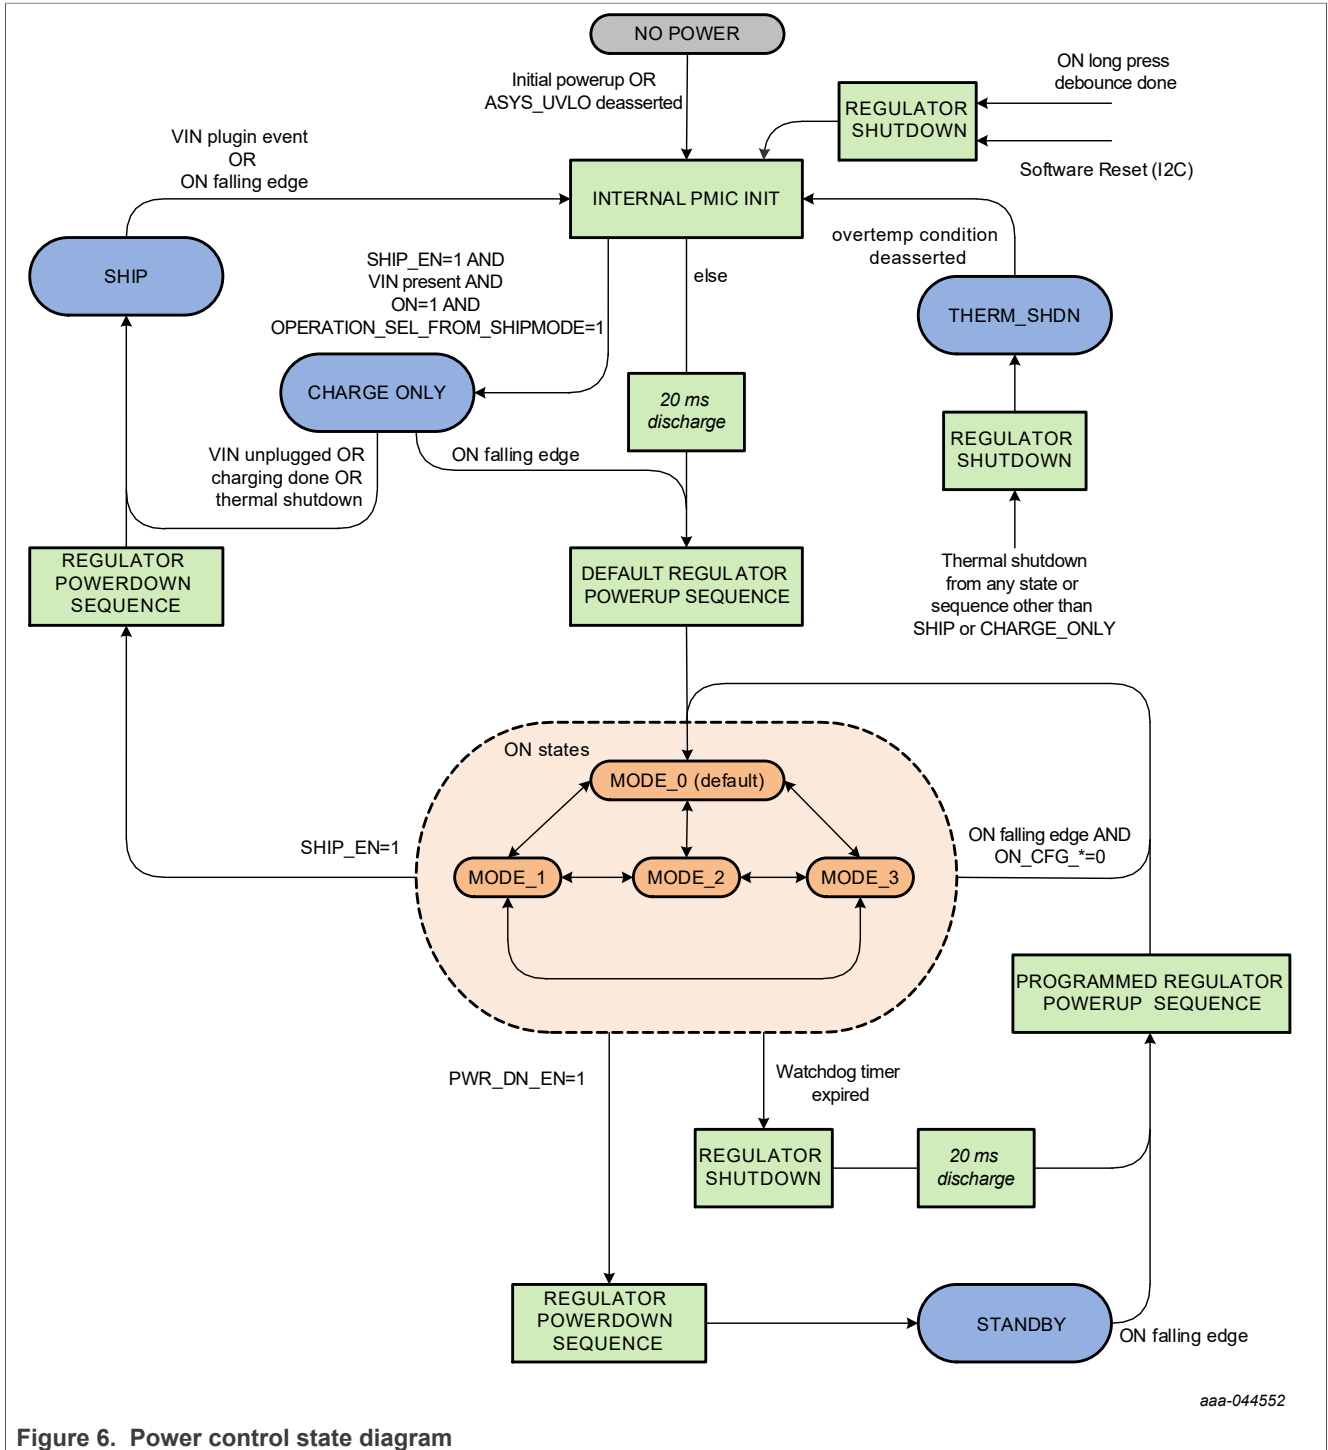 NO POWER
Initial powerup OR
ASYS_UVLO deasserted
ON long press
debounce done
REGULATOR
SHUTDOWN
Software Reset (I2C)
VIN plugin event
OR
ON falling edge
INTERNAL PMIC INIT
overtemp condition
deasserted
SHIP
SHIP_EN=1 AND
VIN present AND
ON=1 AND
OPERATION_SEL_FROM_SHIPMODE=1
else
THERM_SHDN
CHARGE ONLY
20 ms
discharge
REGULATOR
SHUTDOWN
VIN unplugged OR
charging done OR
thermal shutdown
ON falling edge
REGULATOR
POWERDOWN
SEQUENCE
DEFAULT REGULATOR
POWERUP SEQUENCE
Thermal shutdown
from any state or
sequence other than
SHIP or CHARGE_ONLY
ON states
MODE_0 (default)
SHIP_EN=1
ON falling edge AND
ON_CFG_*=0
MODE_1
MODE_2
MODE_3
PROGRAMMED REGULATOR
POWERUP SEQUENCE
PWR_DN_EN=1
Watchdog timer
expired
REGULATOR
SHUTDOWN
20 ms
discharge
REGULATOR
POWERDOWN
SEQUENCE
STANDBY
ON falling edge
aaa-044552
Figure 6. Power control state diagram